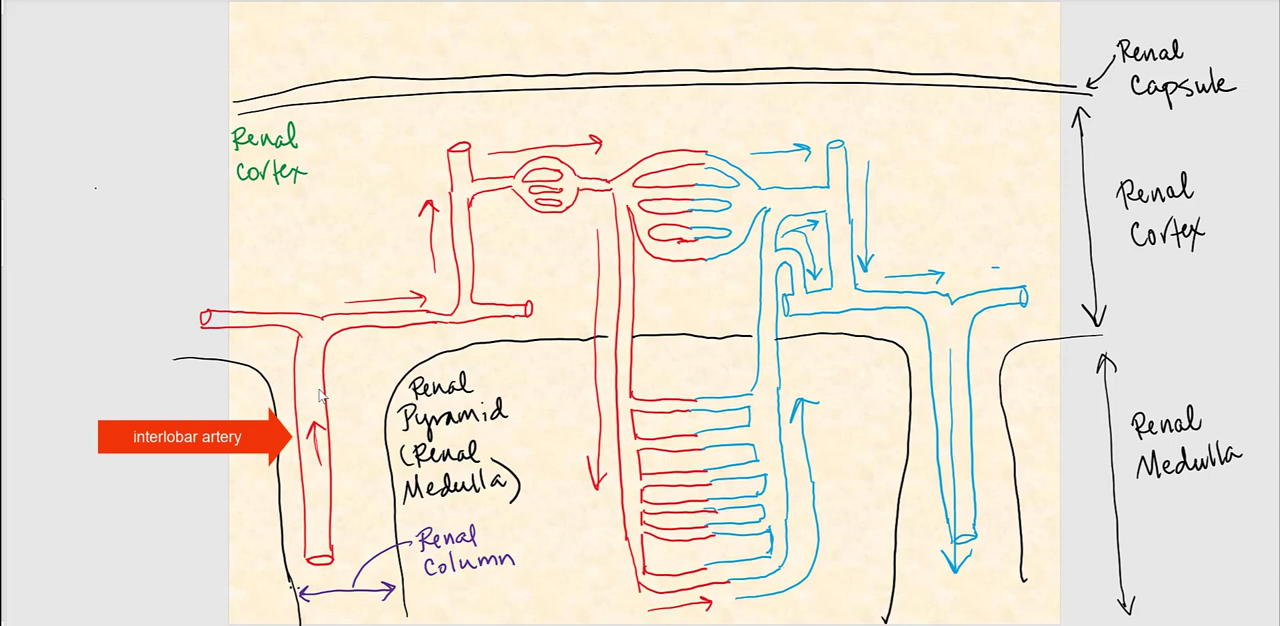 Renal
Capsule
Renal
Cortex
Renal
Cortex
Renal
Pyramid
(Renal
Medulla)
interlobar artery
Renal
Medulla
Renal
Column